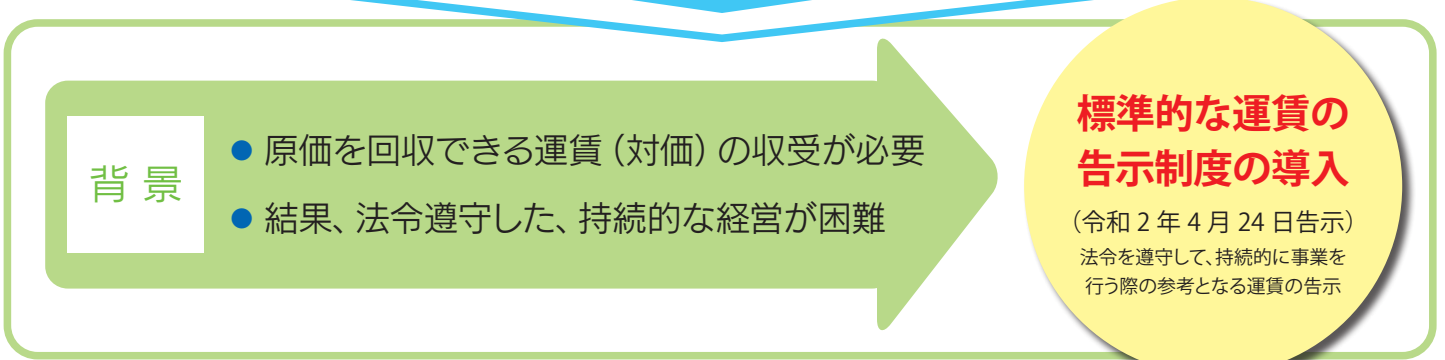 背景
● 原価を回収できる運賃（対価）の収受が必要
● 結果、法令遵守した、持続的な経営が困難
標準的な運賃の
告示制度の導入
（令和 2 年 4 月 24 日告示）
法令を遵守して、持続的に事業を
行う際の参考となる運賃の告示